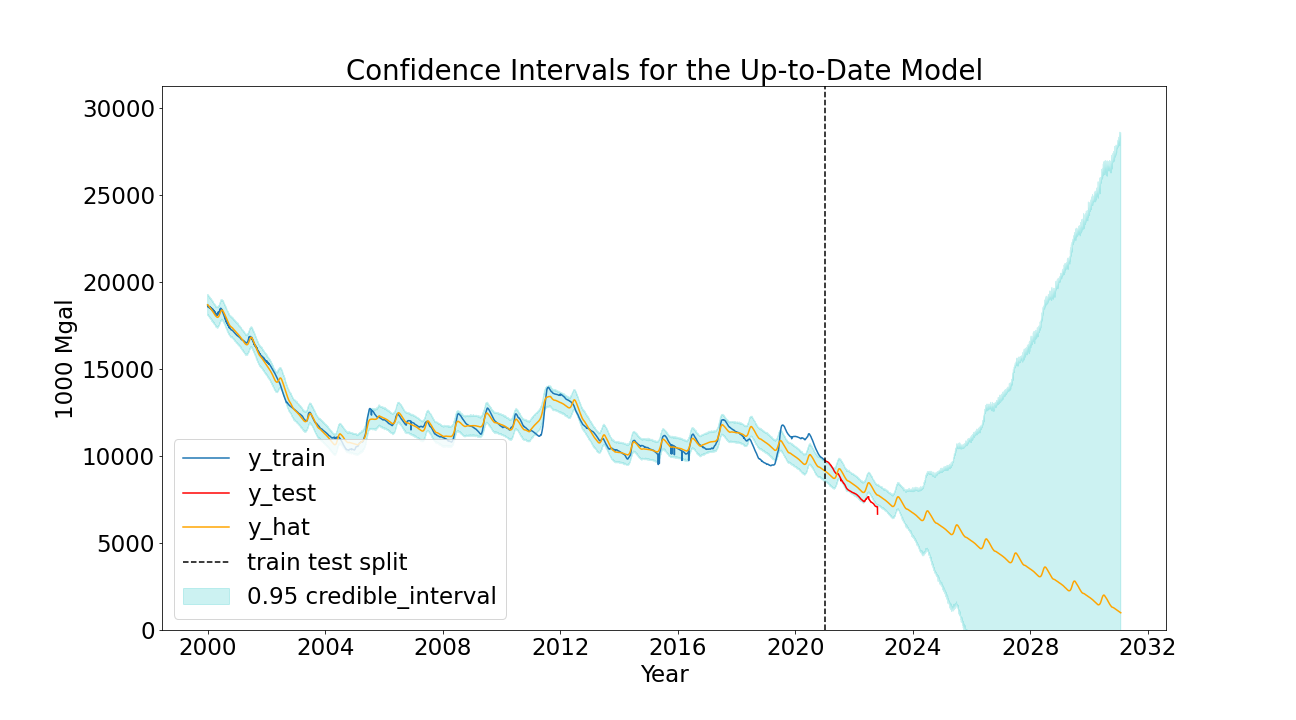 Confidence Intervals for the Up-to-Date Model
30000
25000
20000
15000
10000
5000
0
1000 Mgal
y_train
y_test
y_hat
train test split
0.95 credible_interval
2000 2004 2008 2012 2016 2020 2024 2028 2032
Year